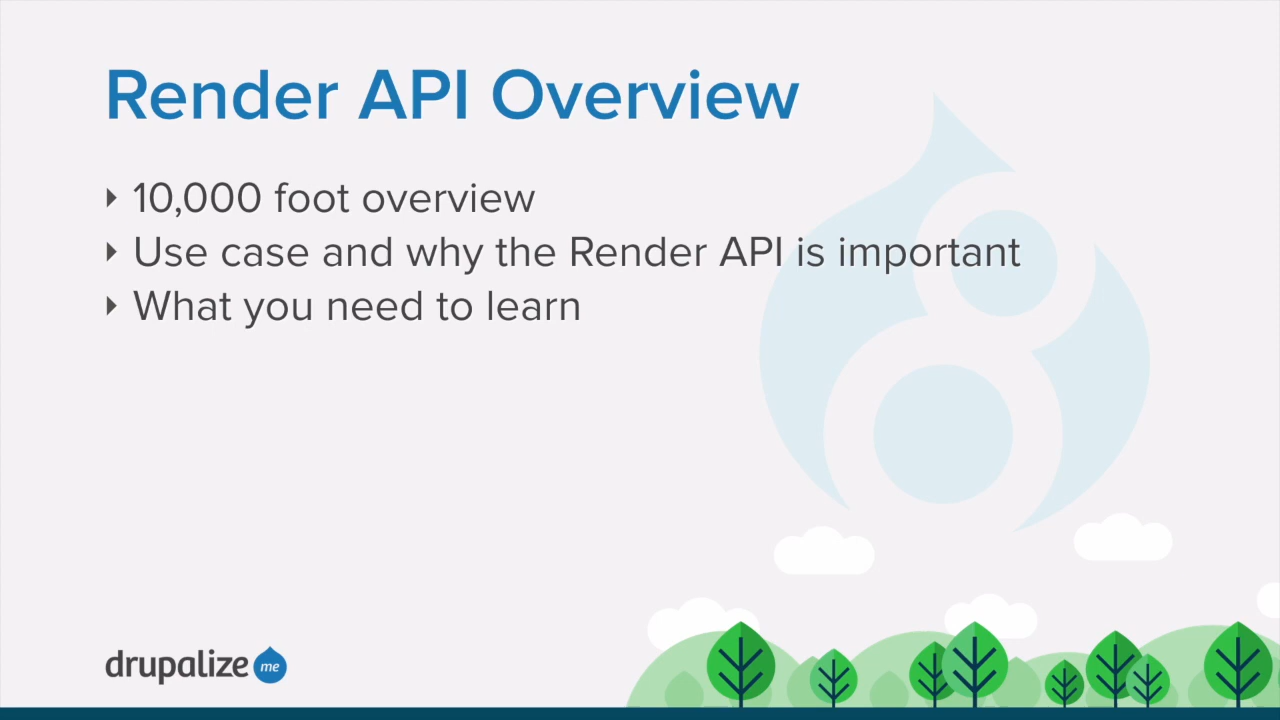 Render API Overview
10,000 foot overview
Use case and why the Render API is important
What you need to learn
drupalize me